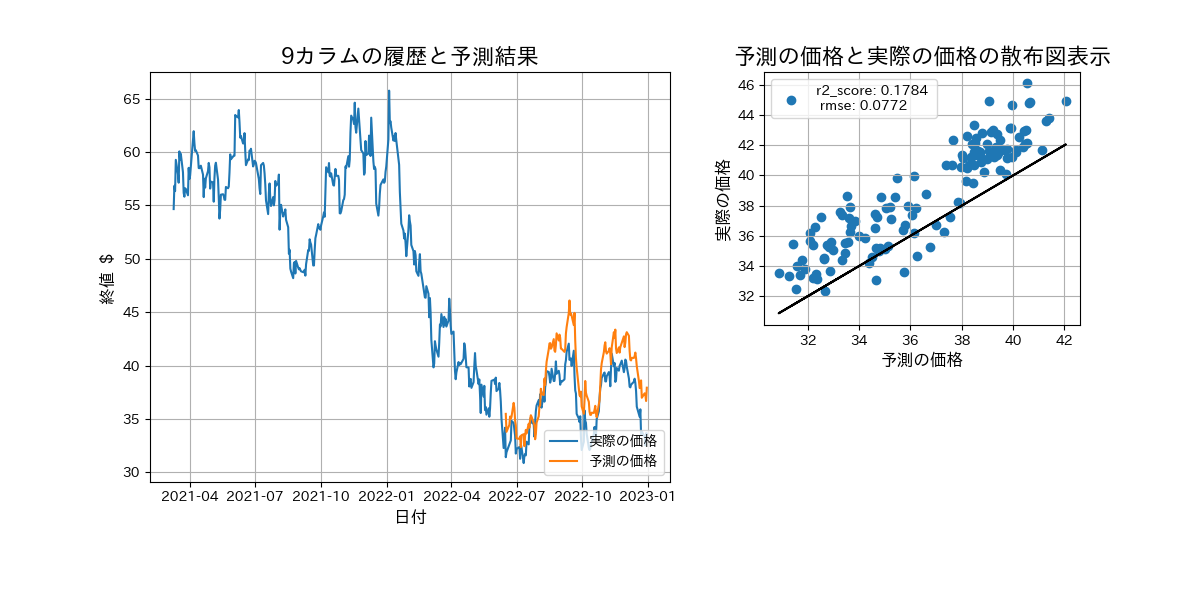 9カラムの履歴と予測結果
終値 $
65
60
55
50
45
40
35
30
2021-04 2021-07 2021-10 2022-01 2022-04 2022-07 2022-10 2023-01
日付
実際の価格
予測の価格
予測の価格と実際の価格の散布図表示
r2_score: 0.1784
rmse: 0.0772
実際の価格
46
44
42
40
38
36
34
32
32 34 36 38 40 42
予測の価格